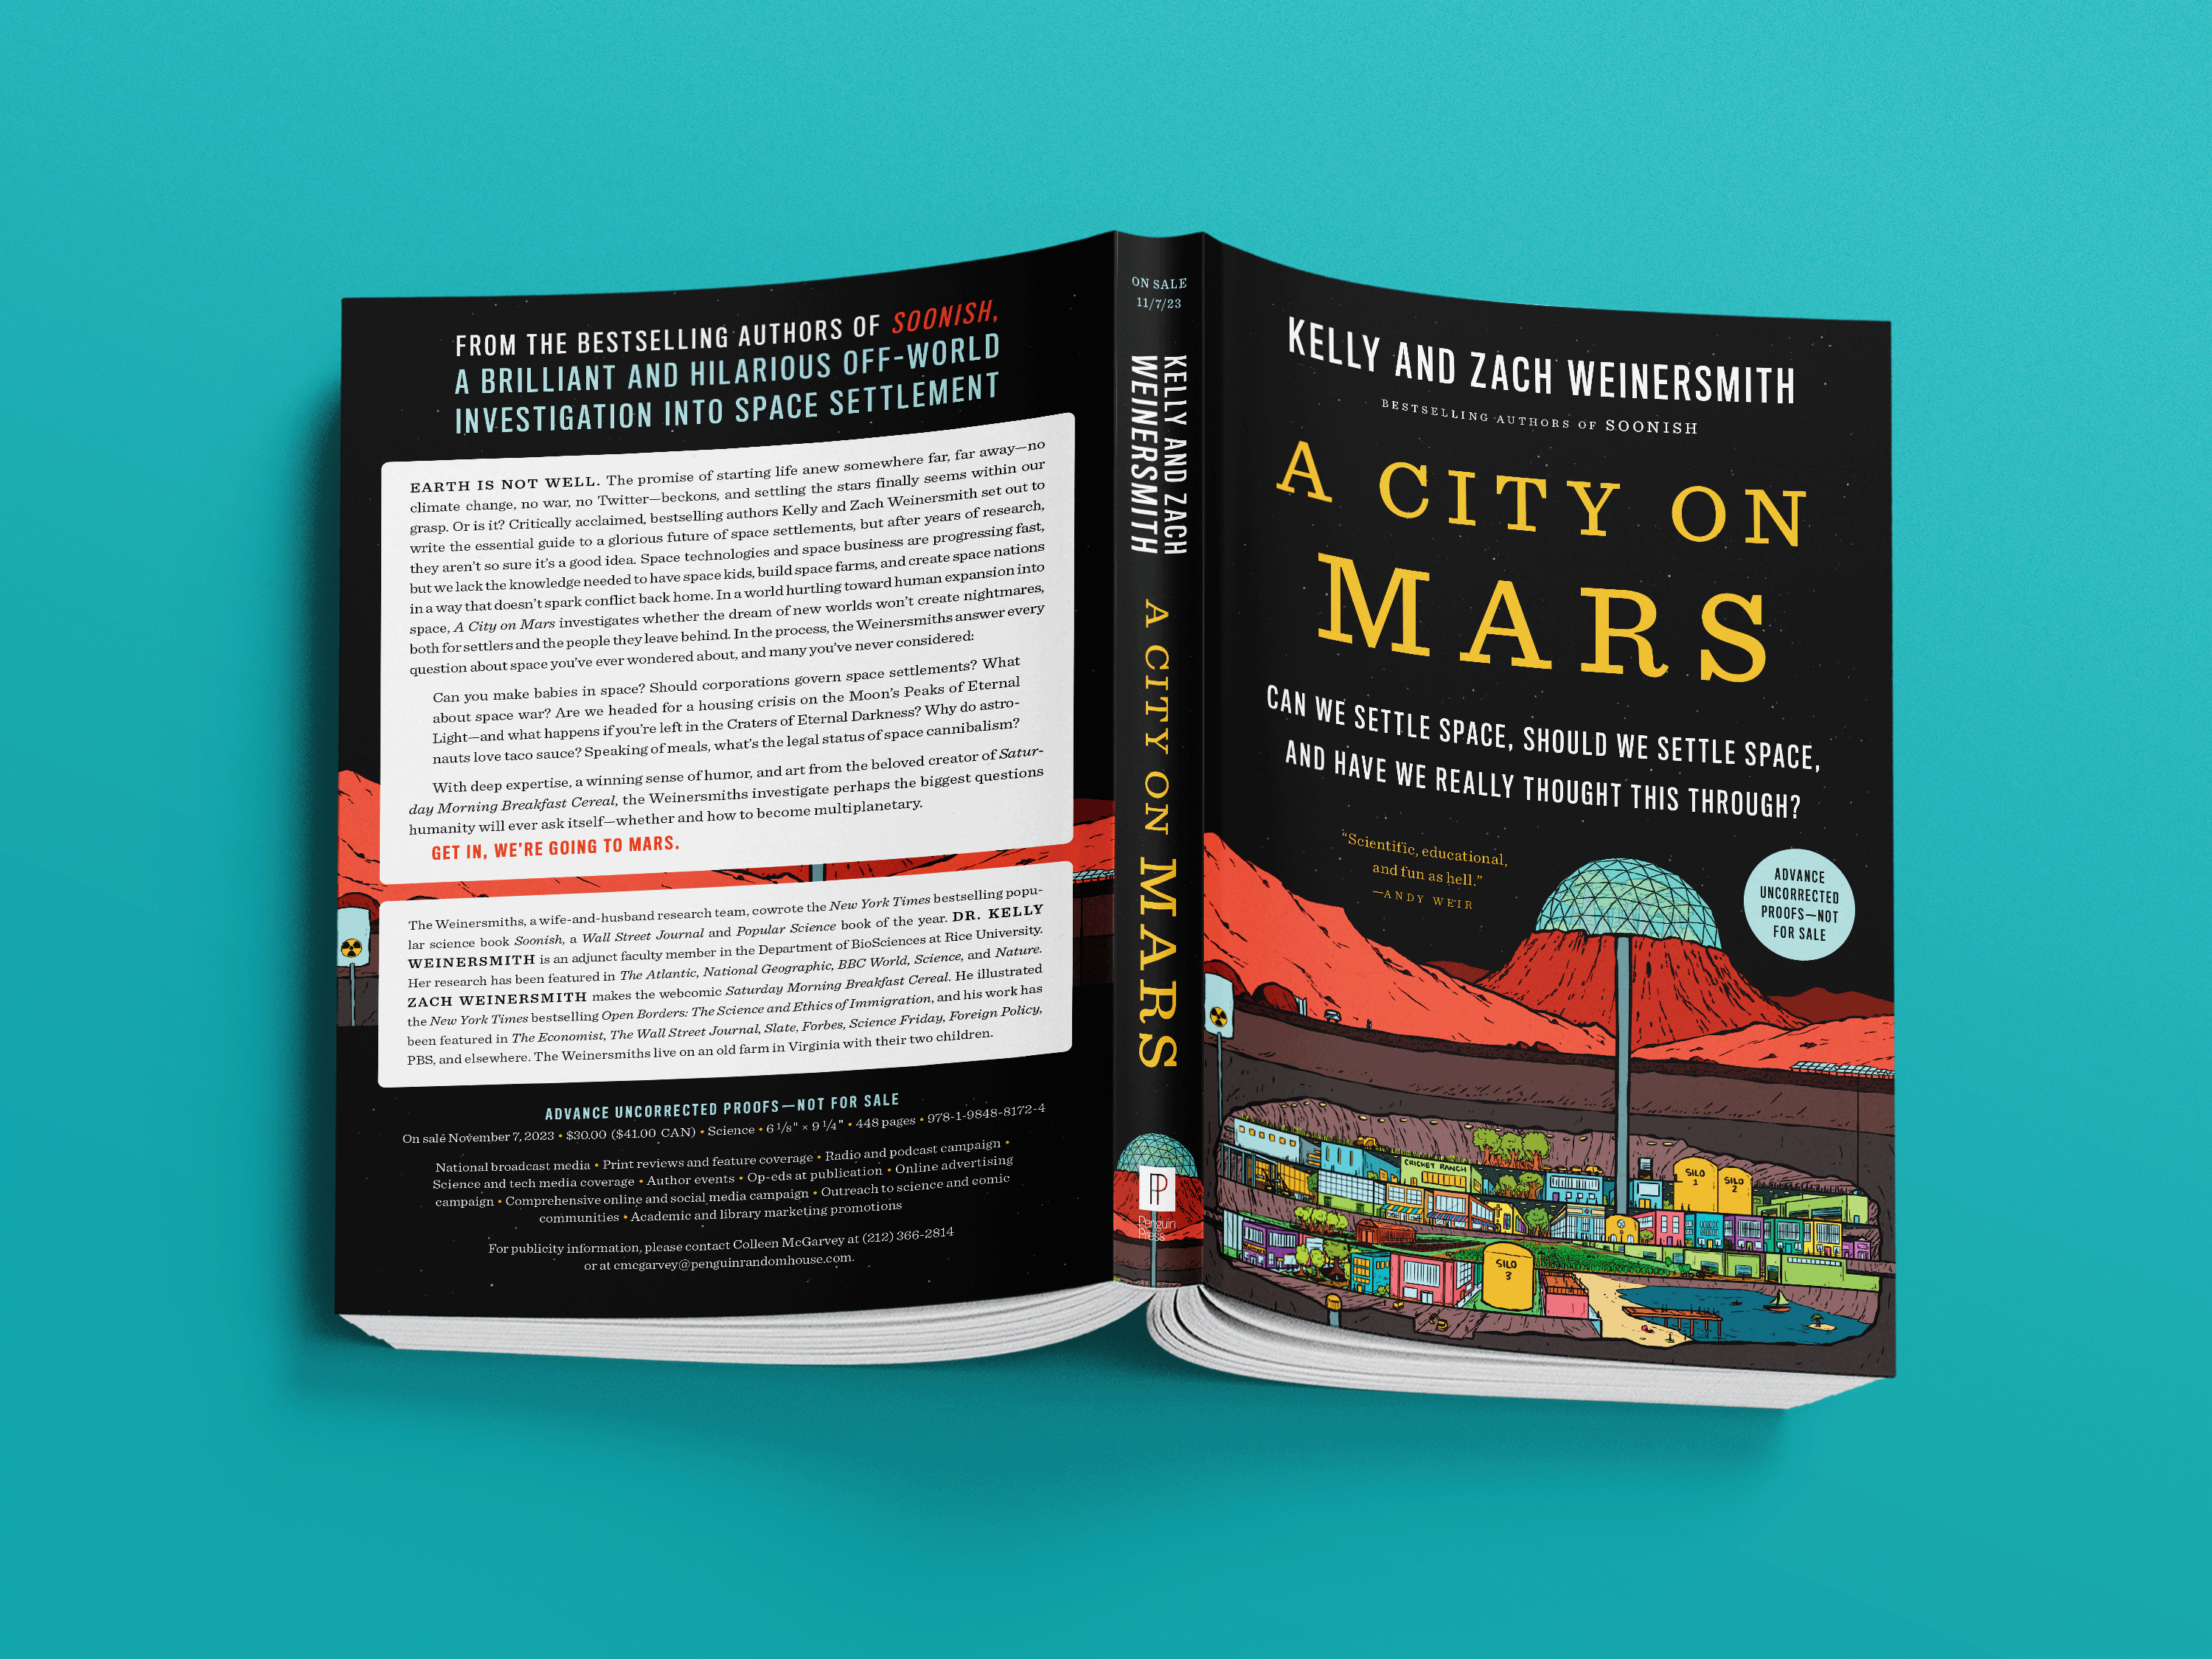 FROM THE BESTSELLING AUTHORS OF SOONISH,
A BRILLIANT AND HILARIOUS OFF-WORLD
INVESTIGATION INTO SPACE SETTLEMENT
EARTH IS NOT WELL. The promise of starting life anew somewhere far, far away—no
climate change, no war, no Twitter—beckons, and settling the stars finally seems within our
grasp. Or is it? Critically acclaimed, bestselling authors Kelly and Zach Weinersmith set out to
write the essential guide to a glorious future of space settlements, but after years of research,
they aren't so sure it's a good idea. Space technologies and space business are progressing fast,
but we lack the knowledge needed to have space kids, build space farms, and create space nations
in a way that doesn't spark conflict back home. In a world hurtling toward human expansion into
space, A City on Mars investigates whether the dream of new worlds won't create nightmares,
both for settlers and the people they leave behind. In the process, the Weinersmiths answer every
question about space you've ever wondered about, and many you've never considered:
Can you make babies in space? Should corporations govern space settlements? What
about space war? Are we headed for a housing crisis on the Moon's Peaks of Eternal
Light—and what happens if you're left in the Craters of Eternal Darkness? Why do astro-
nauts love taco sauce? Speaking of meals, what's the legal status of space cannibalism?
With deep expertise, a winning sense of humor, and art from the beloved creator of Satur-
day Morning Breakfast Cereal, the Weinersmiths investigate perhaps the biggest questions
humanity will ever ask itself—whether and how to become multiplanetary.
GET IN, WE'RE GOING TO MARS.
The Weinersmiths, a wife-and-husband research team, cowrote the New York Times bestselling popu-
lar science book Soonish, a Wall Street Journal and Popular Science book of the year. DR. KELLY
WEINERSMITH is an adjunct faculty member in the Department of BioSciences at Rice University.
Her research has been featured in The Atlantic, National Geographic, BBC World, Science, and Nature.
ZACH WEINERSMITH makes the webcomic Saturday Morning Breakfast Cereal. He illustrated
the New York Times bestselling Open Borders: The Science and Ethics of Immigration, and his work has
been featured in The Economist, The Wall Street Journal, Slate, Forbes, Science Friday, Foreign Policy,
PBS, and elsewhere. The Weinersmiths live on an old farm in Virginia with their two children.
ADVANCE UNCORRECTED PROOFS—NOT FOR SALE
On sale November 7, 2023 • $30.00 ($41.00 CAN) • Science • 6 1/8" × 9 1/4" • 448 pages • 978-1-9848-8172-4
National broadcast media • Print reviews and feature coverage • Radio and podcast campaign •
Science and tech media coverage • Author events • Op-eds at publication • Online advertising
campaign • Comprehensive online and social media campaign • Outreach to science and comic
communities • Academic and library marketing promotions
For publicity information, please contact Colleen McGarvey at (212) 366-2814
or at cmcgarvey@penguinrandomhouse.com.
ON SALE
11/7/23
KELLY AND ZACH
WEINERSMITH
A CITY ON MARS
Penguin
Press
KELLY AND ZACH WEINERSMITH
BESTSELLING AUTHORS OF SOONISH
A CITY ON
MARS
CAN WE SETTLE SPACE, SHOULD WE SETTLE SPACE,
AND HAVE WE REALLY THOUGHT THIS THROUGH?
"Scientific, educational,
and fun as hell."
—ANDY WEIR
ADVANCE
UNCORRECTED
PROOFS—NOT
FOR SALE
CRICKET RANCH
SILO
1
SILO
2
SILO
3